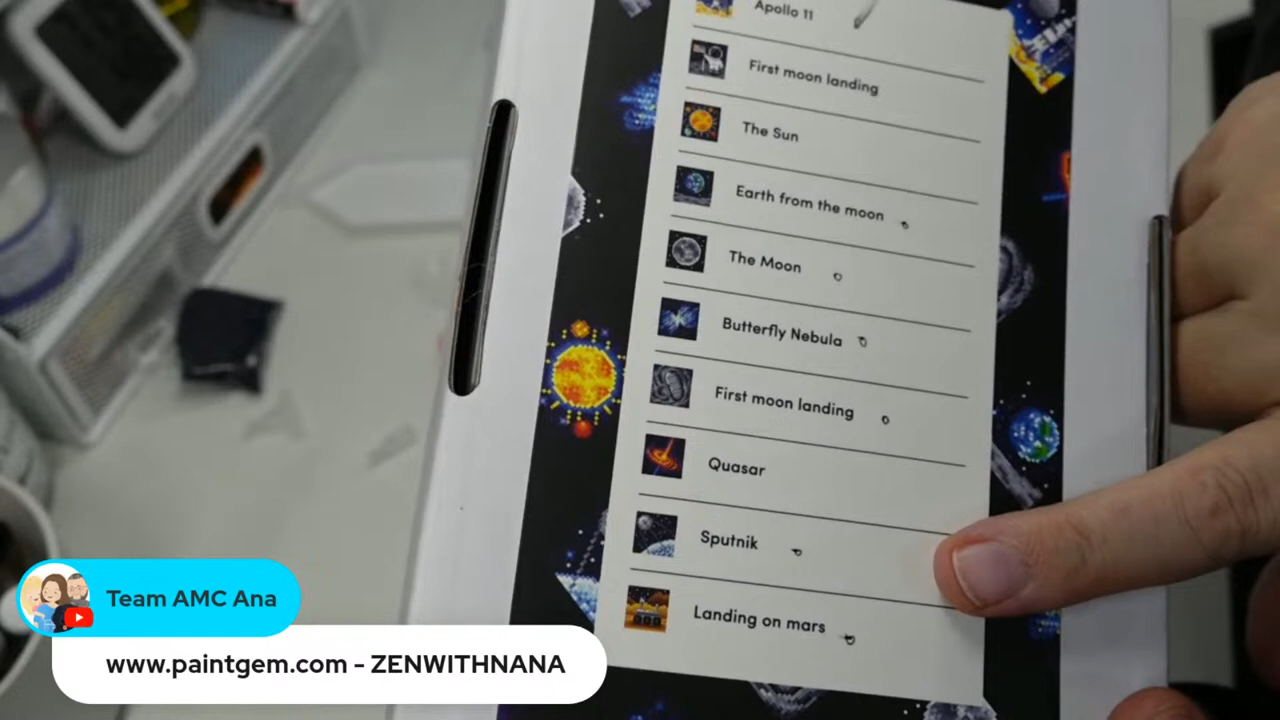 Apollo 11
First moon landing
The Sun
Earth from the moon
The Moon
Butterfly Nebula
First moon landing
Quasar
Sputnik
Landing on mars
Team AMC Ana
www.paintgem.com - ZENWITHNANA